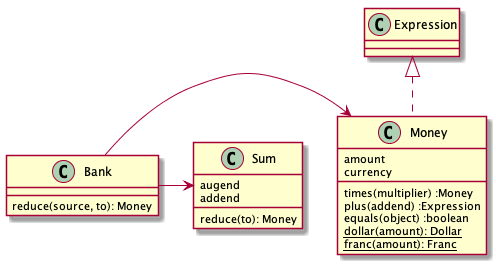 C Expression
C Money
amount
currency
times(multiplier) :Money
plus(addend) :Expression
equals(object) :boolean
dollar(amount): Dollar
franc(amount): Franc
C Bank
reduce(source, to): Money
C Sum
augend
addend
reduce(to): Money